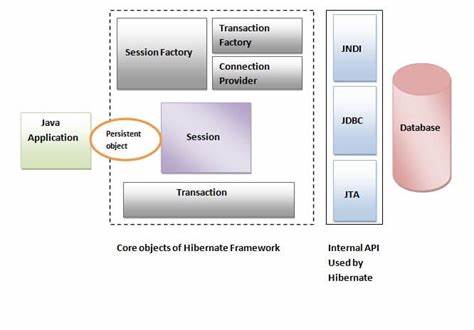 Session Factory
Transaction
Factory
Connection
Provider
JNDI
Java
Application
Persistent
object
Session
JDBC
Database
Transaction
JTA
Core objects of Hibernate Framework
Internal API
Used by
Hibernate